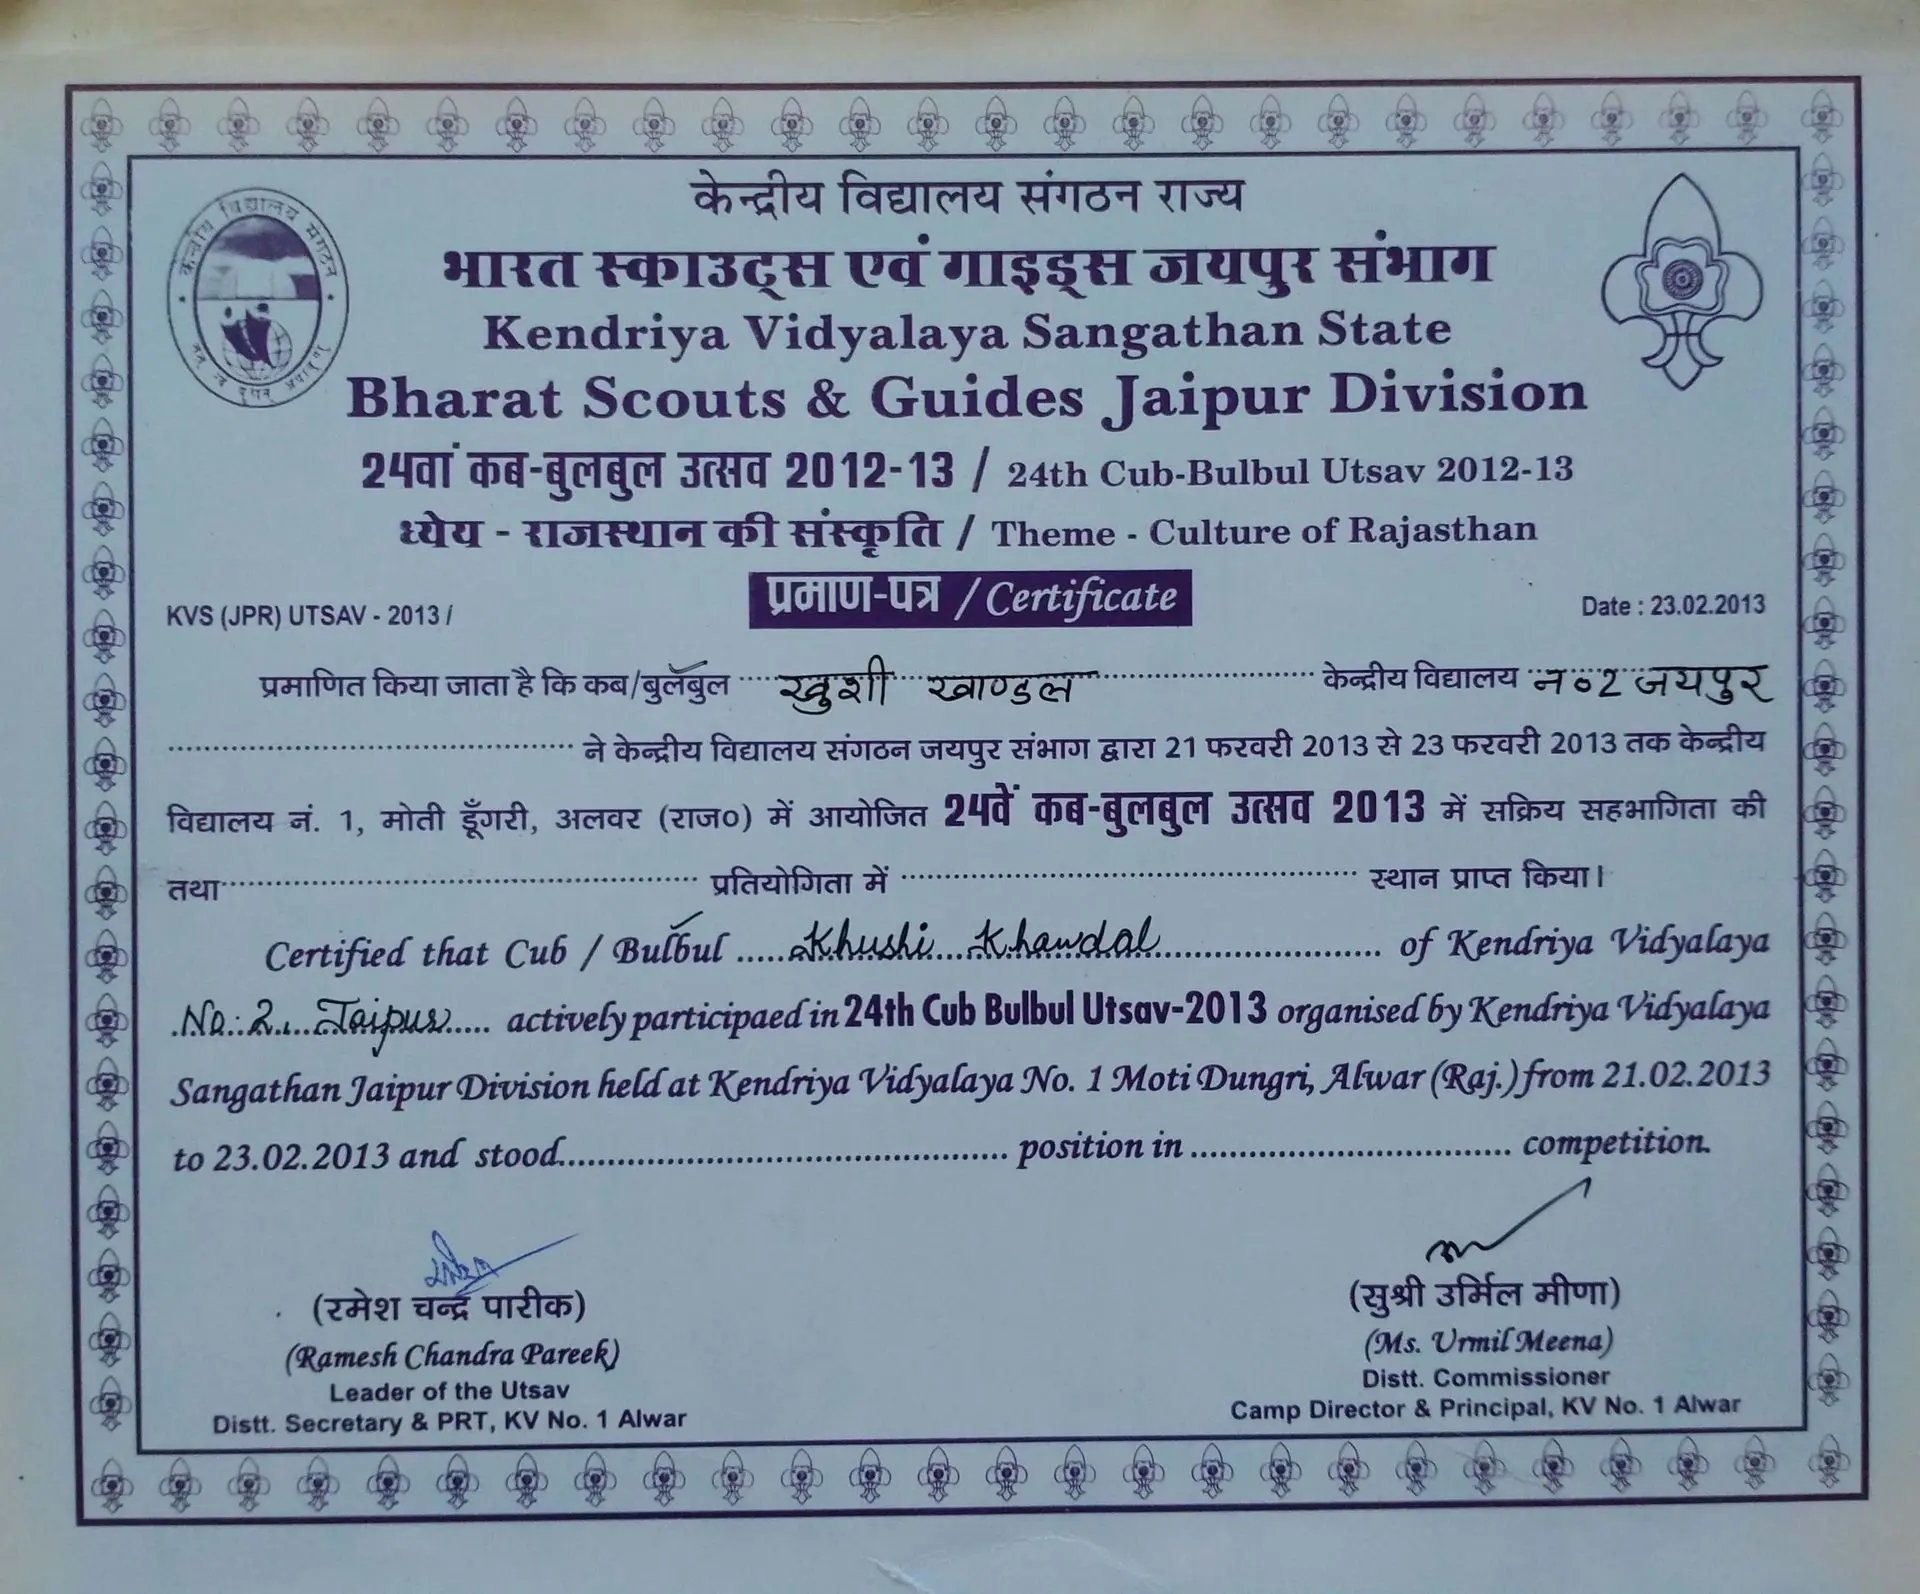 केन्द्रीय विद्यालय संगठन
तत् त्वं पूषन् अपावृणु
केन्द्रीय विद्यालय संगठन राज्य
भारत स्काउट्स एवं गाइड्स जयपुर संभाग
Kendriya Vidyalaya Sangathan State
Bharat Scouts & Guides Jaipur Division
24वां कब-बुलबुल उत्सव 2012-13 / 24th Cub-Bulbul Utsav 2012-13
ध्येय - राजस्थान की संस्कृति / Theme - Culture of Rajasthan
प्रमाण-पत्र / Certificate
KVS (JPR) UTSAV - 2013 / Date : 23.02.2013
प्रमाणित किया जाता है कि कब/बुलबुल खुशी खाण्डल केन्द्रीय विद्यालय न०2 जयपुर
ने केन्द्रीय विद्यालय संगठन जयपुर संभाग द्वारा 21 फरवरी 2013 से 23 फरवरी 2013 तक केन्द्रीय
विद्यालय नं. 1, मोती डूँगरी, अलवर (राज०) में आयोजित 24वें कब-बुलबुल उत्सव 2013 में सक्रिय सहभागिता की
तथा प्रतियोगिता में स्थान प्राप्त किया।
Certified that Cub / Bulbul Khushi Khandal of Kendriya Vidyalaya
No. 2. Jaipur actively participaed in 24th Cub Bulbul Utsav-2013 organised by Kendriya Vidyalaya
Sangathan Jaipur Division held at Kendriya Vidyalaya No. 1 Moti Dungri, Alwar (Raj.) from 21.02.2013
to 23.02.2013 and stood position in competition.
(रमेश चन्द्र पारीक)
(Ramesh Chandra Pareek)
Leader of the Utsav
Distt. Secretary & PRT, KV No. 1 Alwar
(सुश्री उर्मिल मीणा)
(Ms. Urmil Meena)
Distt. Commissioner
Camp Director & Principal, KV No. 1 Alwar